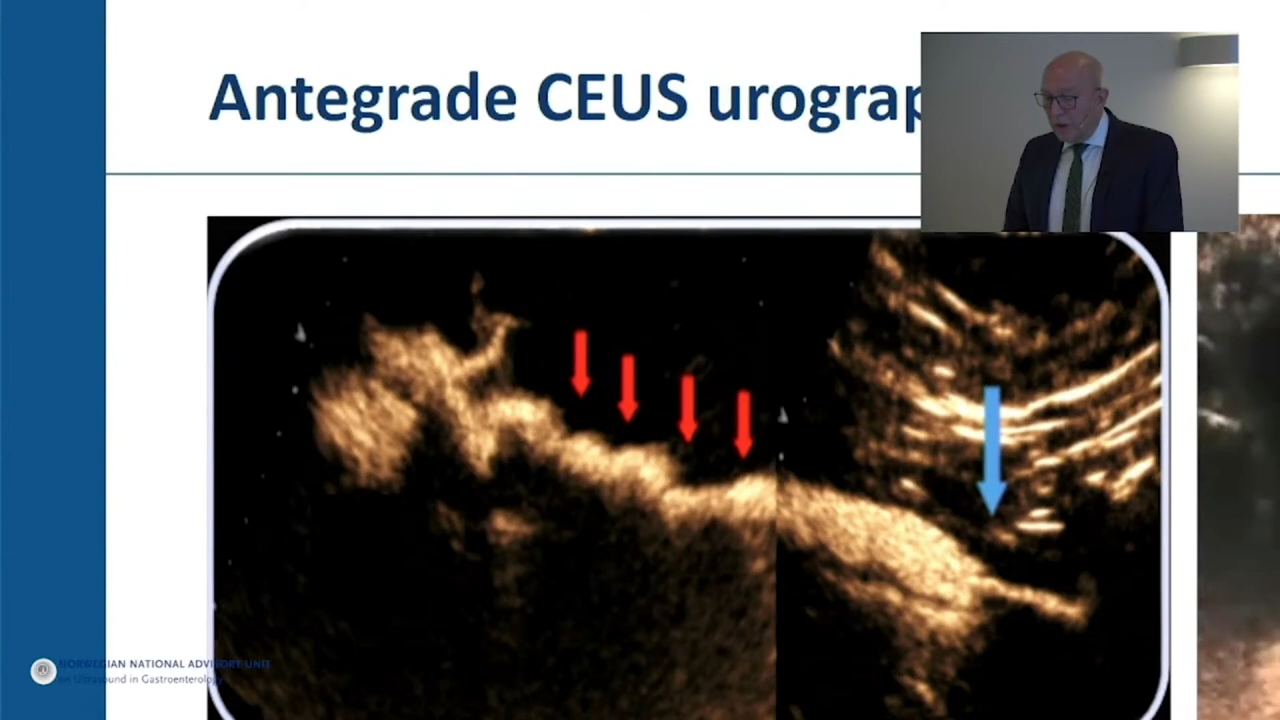 Antegrade CEUS urograp
NORWEGIAN NATIONAL ADVISORY UNIT
on Ultrasound in Gastroenterology